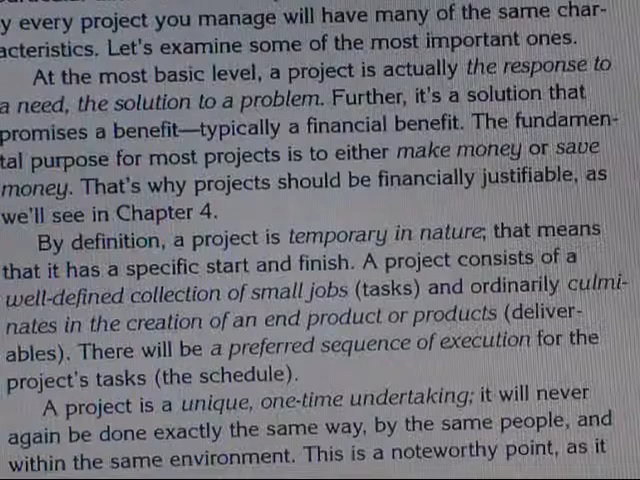 y every project you manage will have many of the same char-
acteristics. Let's examine some of the most important ones.
At the most basic level, a project is actually the response to
a need, the solution to a problem. Further, it's a solution that
promises a benefit—typically a financial benefit. The fundamen-
tal purpose for most projects is to either make money or save
money. That's why projects should be financially justifiable, as
we'll see in Chapter 4.
By definition, a project is temporary in nature; that means
that it has a specific start and finish. A project consists of a
well-defined collection of small jobs (tasks) and ordinarily culmi-
nates in the creation of an end product or products (deliver-
ables). There will be a preferred sequence of execution for the
project's tasks (the schedule).
A project is a unique, one-time undertaking; it will never
again be done exactly the same way, by the same people, and
within the same environment. This is a noteworthy point, as it